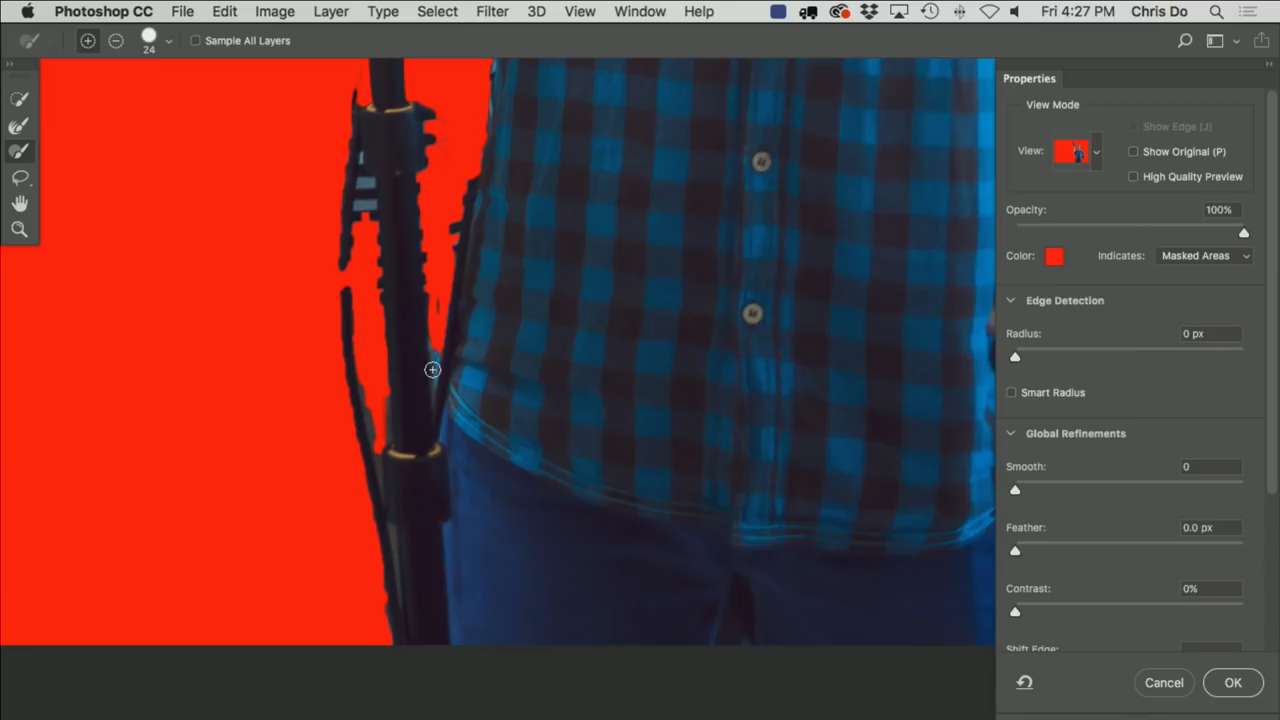 Photoshop CC File Edit Image Layer Type Select Filter 3D View Window Help Fri 4:27 PM Chris Do
24 Sample All Layers
Properties
View Mode
Show Edge (J)
View: Show Original (P)
High Quality Preview
Opacity: 100%
Color: Indicates: Masked Areas
Edge Detection
Radius: 0 px
Smart Radius
Global Refinements
Smooth: 0
Feather: 0.0 px
Contrast: 0%
Shift Edge:
Cancel OK